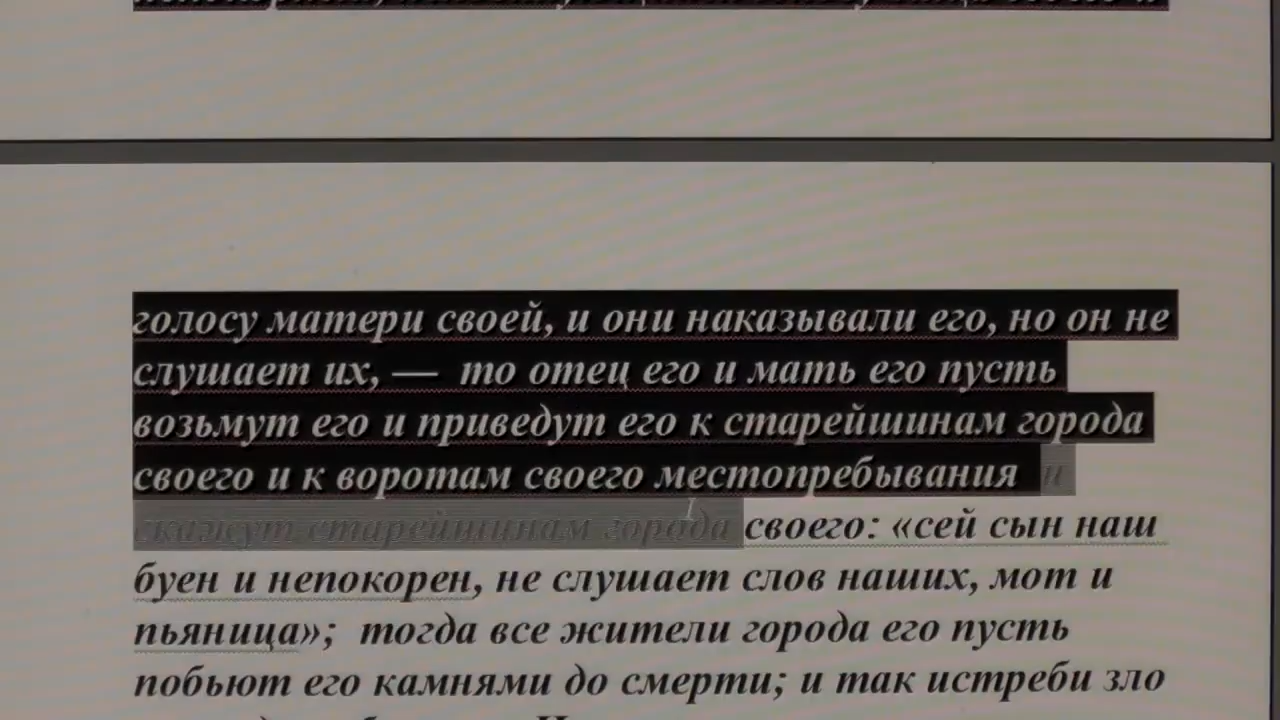 голосу матери своей, и они наказывали его, но он не
слушает их, — то отец его и мать его пусть
возьмут его и приведут его к старейшинам города
своего и к воротам своего местопребывания и
скажут старейшинам города своего: «сей сын наш
буен и непокорен, не слушает слов наших, мот и
пьяница»; тогда все жители города его пусть
побьют его камнями до смерти; и так истреби зло